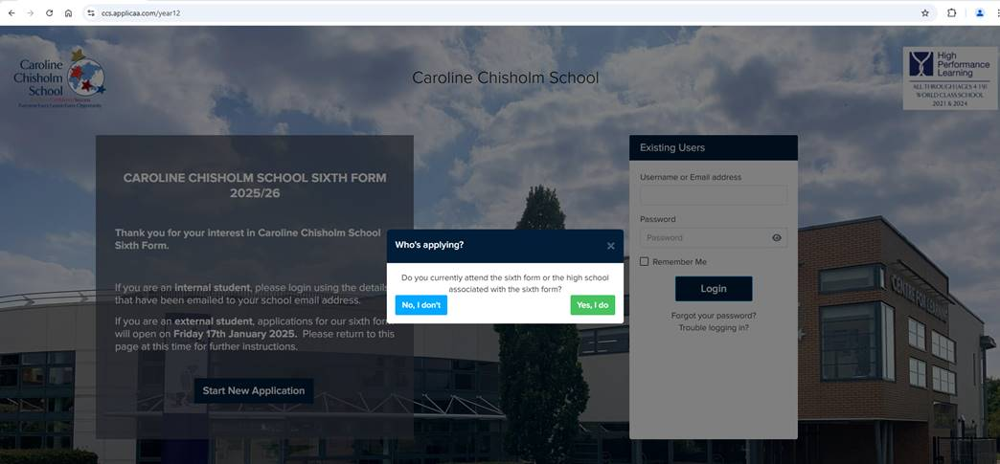 ccs.applicaa.com/year12
Caroline
Chisholm
School
Caroline Chisholm School
High
Performance
Learning
ALL THROUGH (AGES 4-19)
WORLD CLASS SCHOOL
2021 & 2024
CAROLINE CHISHOLM SCHOOL SIXTH FORM
2025/26
Thank you for your interest in Caroline Chisholm School
Sixth Form.
If you are an internal student, please login using the details
that have been emailed to your school email address.
If you are an external student, applications for our sixth form
will open on Friday 17th January 2025. Please return to this
page at this time for further instructions.
Start New Application
Who's applying?
×
Do you currently attend the sixth form or the high school
associated with the sixth form?
No, I don't
Yes, I do
Existing Users
Username or Email address
Password
Password
Remember Me
Login
Forgot your password?
Trouble logging in?
CENTRE FOR LEARNING